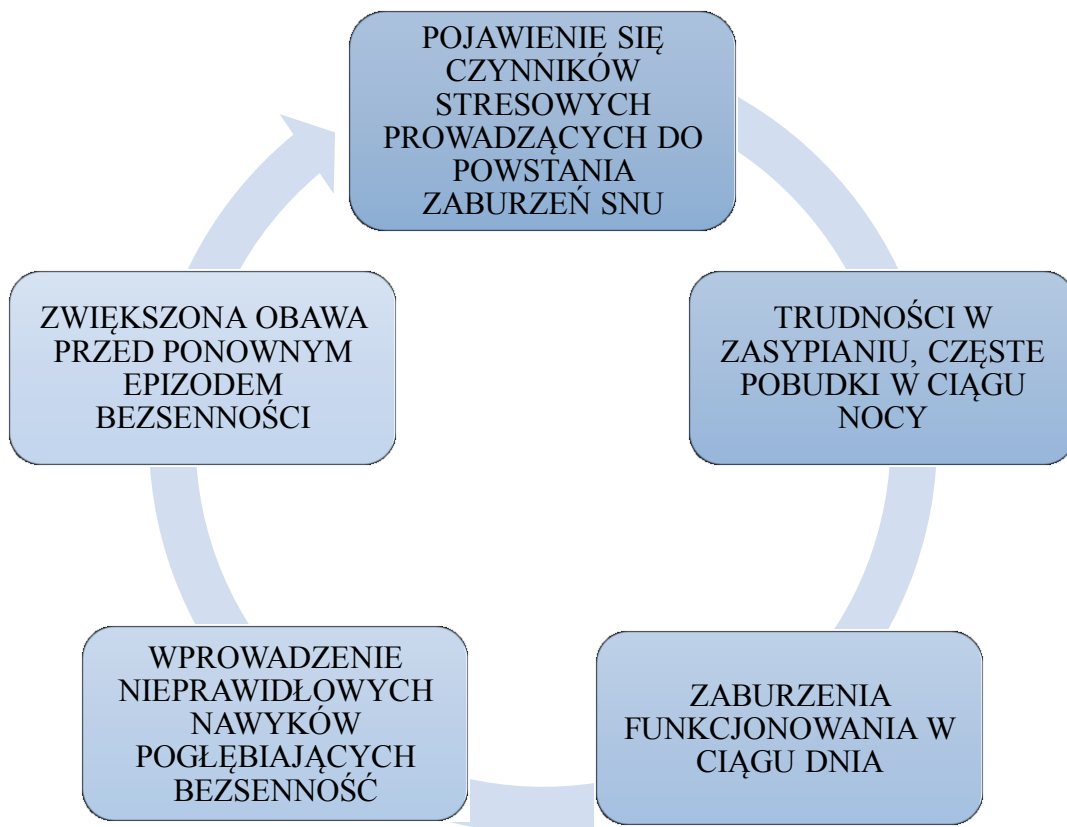 POJAWIENIE SIĘ
CZYNNIKÓW
STRESOWYCH
PROWADZĄCYCH DO
POWSTANIA
ZABURZEŃ SNU
TRUDNOŚCI W
ZASYPIANIU, CZĘSTE
POBUDKI W CIĄGU
NOCY
ZABURZENIA
FUNKCJONOWANIA W
CIĄGU DNIA
WPROWADZENIE
NIEPRAWIDŁOWYCH
NAWYKÓW
POGŁĘBIAJĄCYCH
BEZSENNOŚĆ
ZWIĘKSZONA OBAWA
PRZED PONOWNYM
EPIZODEM
BEZSENNOŚCI